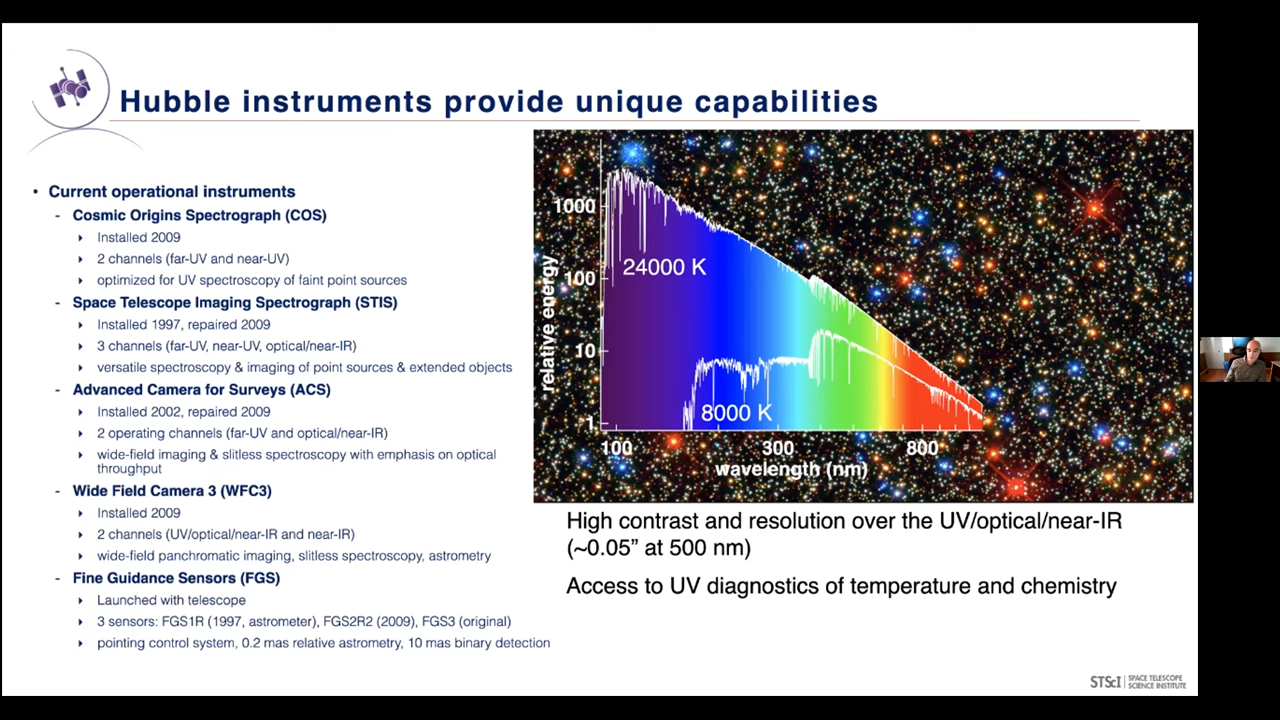 Hubble instruments provide unique capabilities
• Current operational instruments
- Cosmic Origins Spectrograph (COS)
Installed 2009
2 channels (far-UV and near-UV)
optimized for UV spectroscopy of faint point sources
- Space Telescope Imaging Spectrograph (STIS)
Installed 1997, repaired 2009
3 channels (far-UV, near-UV, optical/near-IR)
versatile spectroscopy & imaging of point sources & extended objects
- Advanced Camera for Surveys (ACS)
Installed 2002, repaired 2009
2 operating channels (far-UV and optical/near-IR)
wide-field imaging & slitless spectroscopy with emphasis on optical
throughput
- Wide Field Camera 3 (WFC3)
Installed 2009
2 channels (UV/optical/near-IR and near-IR)
wide-field panchromatic imaging, slitless spectroscopy, astrometry
- Fine Guidance Sensors (FGS)
Launched with telescope
3 sensors: FGS1R (1997, astrometer), FGS2R2 (2009), FGS3 (original)
pointing control system, 0.2 mas relative astrometry, 10 mas binary detection
relative energy
1000
100
10
1
24000 K
8000 K
100 300 800
wavelength (nm)
High contrast and resolution over the UV/optical/near-IR
(~0.05” at 500 nm)
Access to UV diagnostics of temperature and chemistry
STScI | SPACE TELESCOPE
SCIENCE INSTITUTE